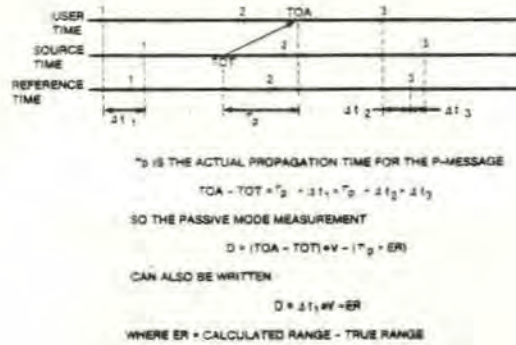 USER TIME 1 2 TOA 3
SOURCE TIME 1 TOT 2 3
REFERENCE TIME 1 2 3
Δt1 τp Δt2 Δt3
τp IS THE ACTUAL PROPAGATION TIME FOR THE P-MESSAGE
TOA - TOT = τp + Δt1 = τp + Δt2 + Δt3
SO THE PASSIVE MODE MEASUREMENT
D = (TOA - TOT) V - (τp + ER)
CAN ALSO BE WRITTEN
D = Δt1 V - ER
WHERE ER = CALCULATED RANGE - TRUE RANGE